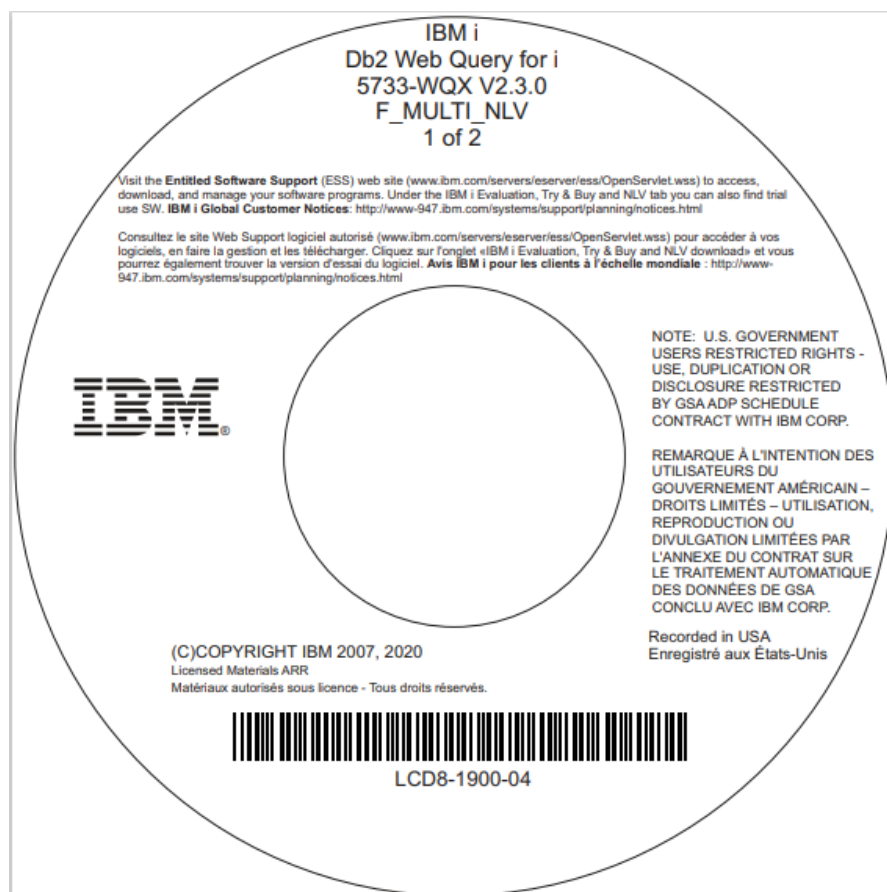 IBM i
Db2 Web Query for i
5733-WQX V2.3.0
F_MULTI_NLV
1 of 2
Visit the Entitled Software Support (ESS) web site (www.ibm.com/servers/eserver/ess/OpenServlet.wss) to access,
download, and manage your software programs. Under the IBM i Evaluation, Try & Buy and NLV tab you can also find trial
use SW. IBM i Global Customer Notices: http://www-947.ibm.com/systems/support/planning/notices.html
Consultez le site Web Support logiciel autorisé (www.ibm.com/servers/eserver/ess/OpenServlet.wss) pour accéder à vos
logiciels, en faire la gestion et les télécharger. Cliquez sur l'onglet «IBM i Evaluation, Try & Buy and NLV download» et vous
pourrez également trouver la version d'essai du logiciel. Avis IBM i pour les clients à l'échelle mondiale : http://www-
947.ibm.com/systems/support/planning/notices.html
IBM®
NOTE: U.S. GOVERNMENT
USERS RESTRICTED RIGHTS -
USE, DUPLICATION OR
DISCLOSURE RESTRICTED
BY GSA ADP SCHEDULE
CONTRACT WITH IBM CORP.
REMARQUE À L'INTENTION DES
UTILISATEURS DU
GOUVERNEMENT AMÉRICAIN –
DROITS LIMITÉS – UTILISATION,
REPRODUCTION OU
DIVULGATION LIMITÉES PAR
L'ANNEXE DU CONTRAT SUR
LE TRAITEMENT AUTOMATIQUE
DES DONNÉES DE GSA
CONCLU AVEC IBM CORP.
Recorded in USA
Enregistré aux États-Unis
(C)COPYRIGHT IBM 2007, 2020
Licensed Materials ARR
Matériaux autorisés sous licence - Tous droits réservés.
LCD8-1900-04